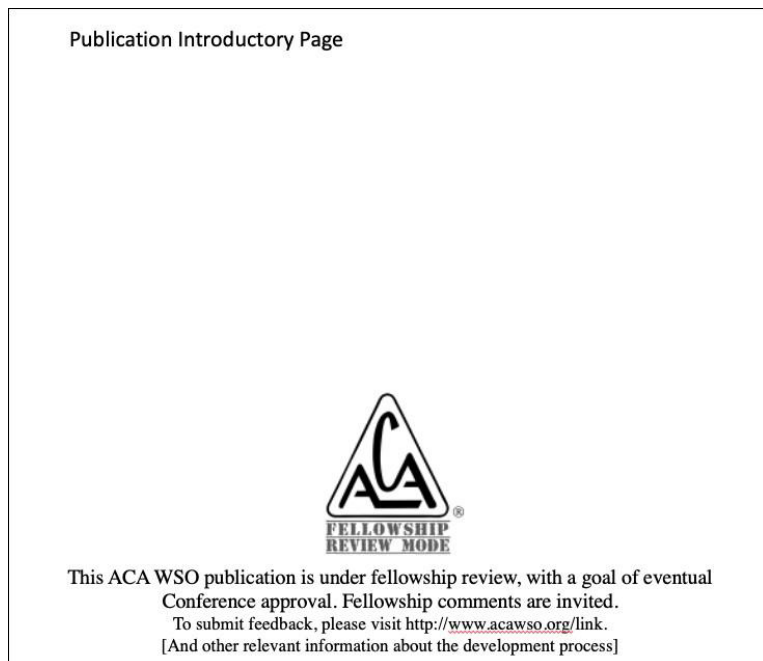 Publication Introductory Page
ACA
®
FELLOWSHIP
REVIEW MODE
This ACA WSO publication is under fellowship review, with a goal of eventual
Conference approval. Fellowship comments are invited.
To submit feedback, please visit http://www.acawso.org/link.
[And other relevant information about the development process]